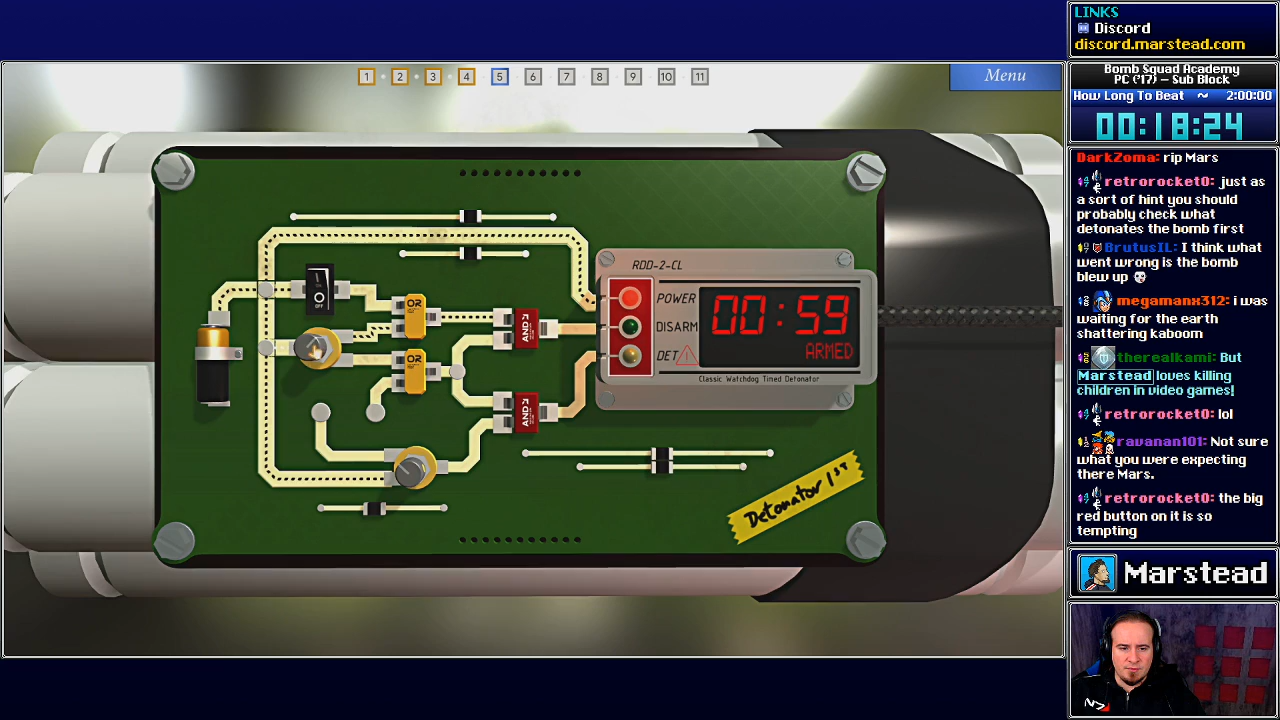 1 2 3 4 5 6 7 8 9 10 11
Menu
RDD-2-CL
POWER
DISARM
DET
00:59
ARMED
Classic Watchdog Timed Detonator
OFF
OR
OR
AND
AND
Detonator 1st
LINKS
Discord
discord.marstead.com
Bomb Squad Academy
PC ('17) — Sub Block
How Long To Beat ~ 2:00:00
00:18:24
DarkZoma: rip Mars
retrorocket0: just as
a sort of hint you should
probably check what
detonates the bomb first
BrutusIL: I think what
went wrong is the bomb
blew up
megamanx312: i was
waiting for the earth
shattering kaboom
therealkami: But
Marstead loves killing
children in video games!
retrorocket0: lol
ravanan101: Not sure
what you were expecting
there Mars.
retrorocket0: the big
red button on it is so
tempting
Marstead